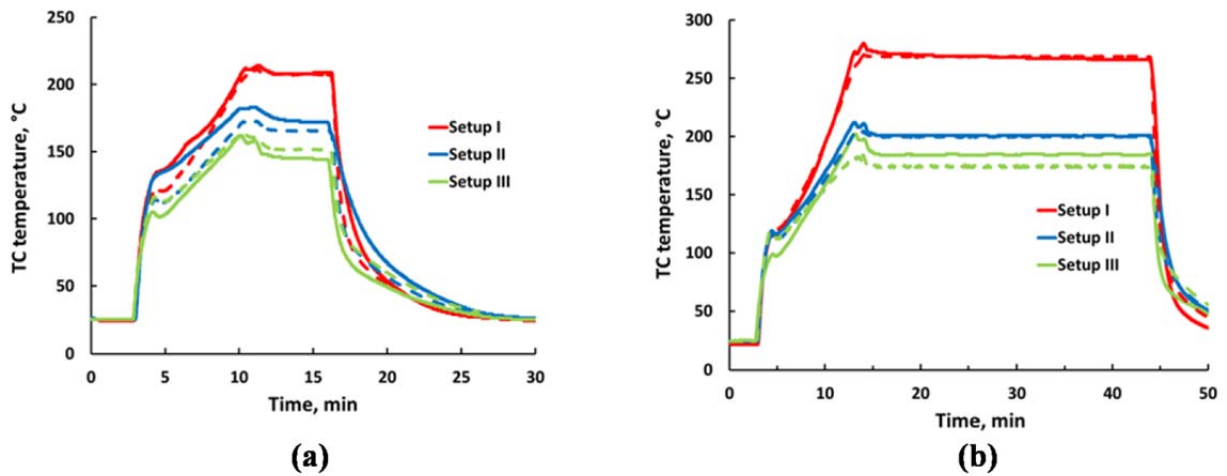 250
200
150
100
50
0
TC temperature, °C
0 5 10 15 20 25 30
Time, min
Setup I
Setup II
Setup III
(a)
300
250
200
150
100
50
0
TC temperature, °C
0 10 20 30 40 50
Time, min
Setup I
Setup II
Setup III
(b)